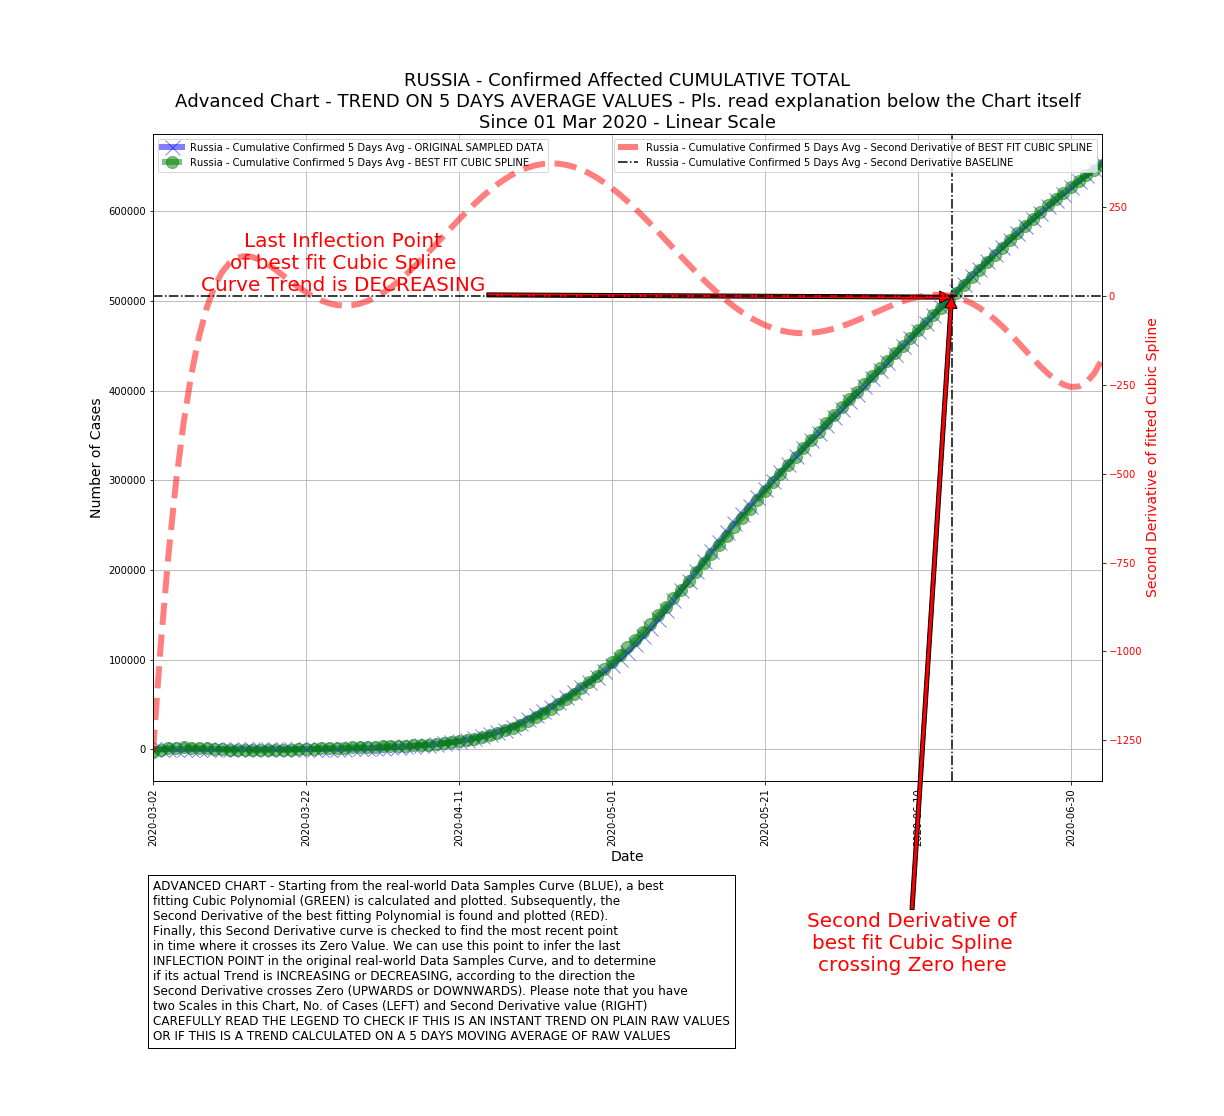 RUSSIA - Confirmed Affected CUMULATIVE TOTAL
Advanced Chart - TREND ON 5 DAYS AVERAGE VALUES - Pls. read explanation below the Chart itself
Since 01 Mar 2020 - Linear Scale
Russia - Cumulative Confirmed 5 Days Avg - ORIGINAL SAMPLED DATA
Russia - Cumulative Confirmed 5 Days Avg - BEST FIT CUBIC SPLINE
Russia - Cumulative Confirmed 5 Days Avg - Second Derivative of BEST FIT CUBIC SPLINE
Russia - Cumulative Confirmed 5 Days Avg - Second Derivative BASELINE
Last Inflection Point
of best fit Cubic Spline
Curve Trend is DECREASING
Number of Cases
600000
500000
400000
300000
200000
100000
0
250
0
−250
−500
−750
−1000
−1250
Second Derivative of fitted Cubic Spline
2020-03-02
2020-03-22
2020-04-11
2020-05-01
2020-05-21
2020-06-10
2020-06-30
Date
Second Derivative of
best fit Cubic Spline
crossing Zero here
ADVANCED CHART - Starting from the real-world Data Samples Curve (BLUE), a best
fitting Cubic Polynomial (GREEN) is calculated and plotted. Subsequently, the
Second Derivative of the best fitting Polynomial is found and plotted (RED).
Finally, this Second Derivative curve is checked to find the most recent point
in time where it crosses its Zero Value. We can use this point to infer the last
INFLECTION POINT in the original real-world Data Samples Curve, and to determine
if its actual Trend is INCREASING or DECREASING, according to the direction the
Second Derivative crosses Zero (UPWARDS or DOWNWARDS). Please note that you have
two Scales in this Chart, No. of Cases (LEFT) and Second Derivative value (RIGHT)
CAREFULLY READ THE LEGEND TO CHECK IF THIS IS AN INSTANT TREND ON PLAIN RAW VALUES
OR IF THIS IS A TREND CALCULATED ON A 5 DAYS MOVING AVERAGE OF RAW VALUES